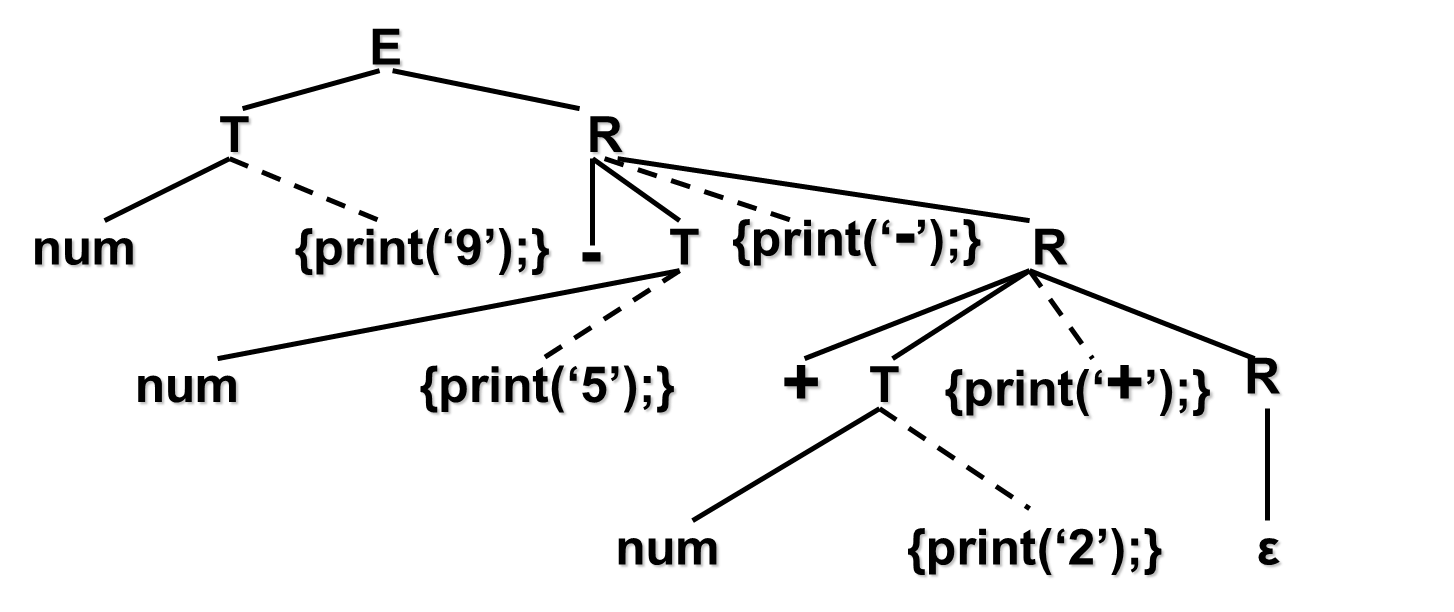 E
T R
num {print(‘9’);} - T {print(‘-’);} R
num {print(‘5’);} + T {print(‘+’);} R
num {print(‘2’);} ε